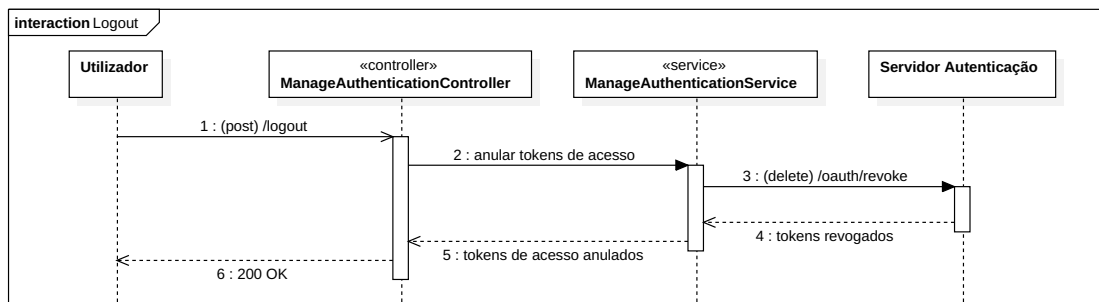 interaction Logout
Utilizador
«controller»
ManageAuthenticationController
«service»
ManageAuthenticationService
Servidor Autenticação
1 : (post) /logout
2 : anular tokens de acesso
3 : (delete) /oauth/revoke
4 : tokens revogados
5 : tokens de acesso anulados
6 : 200 OK